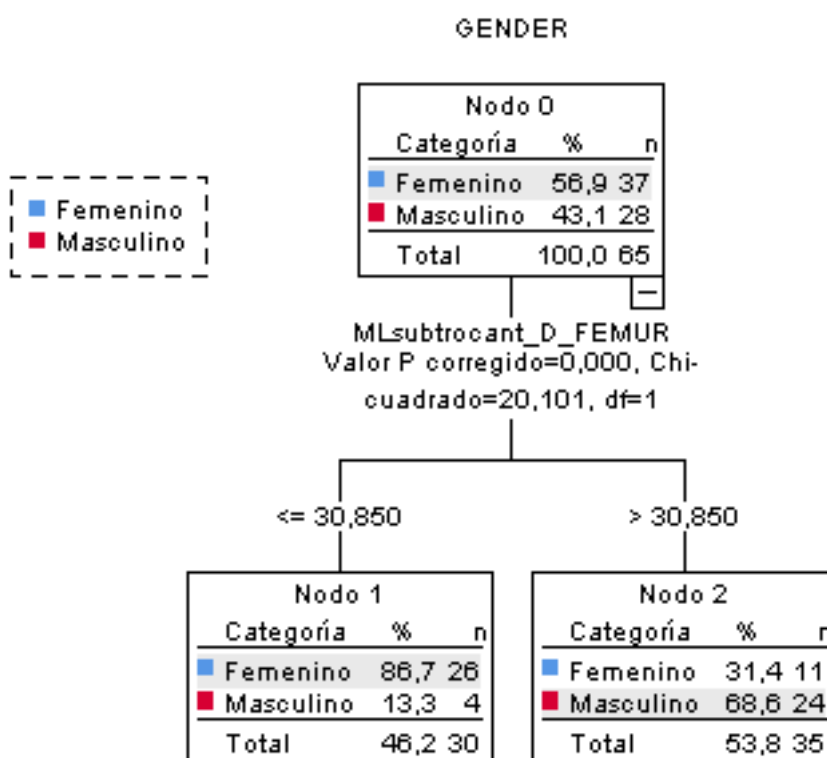 GENDER
Nodo 0
Categoría % n
Femenino 56,9 37
Masculino 43,1 28
Total 100,0 65
Femenino
Masculino
MLsubtrocant_D_FEMUR
Valor P corregido=0,000, Chi-
cuadrado=20,101, df=1
<= 30,850
> 30,850
Nodo 1
Categoría % n
Femenino 86,7 26
Masculino 13,3 4
Total 46,2 30
Nodo 2
Categoría % n
Femenino 31,4 11
Masculino 68,6 24
Total 53,8 35